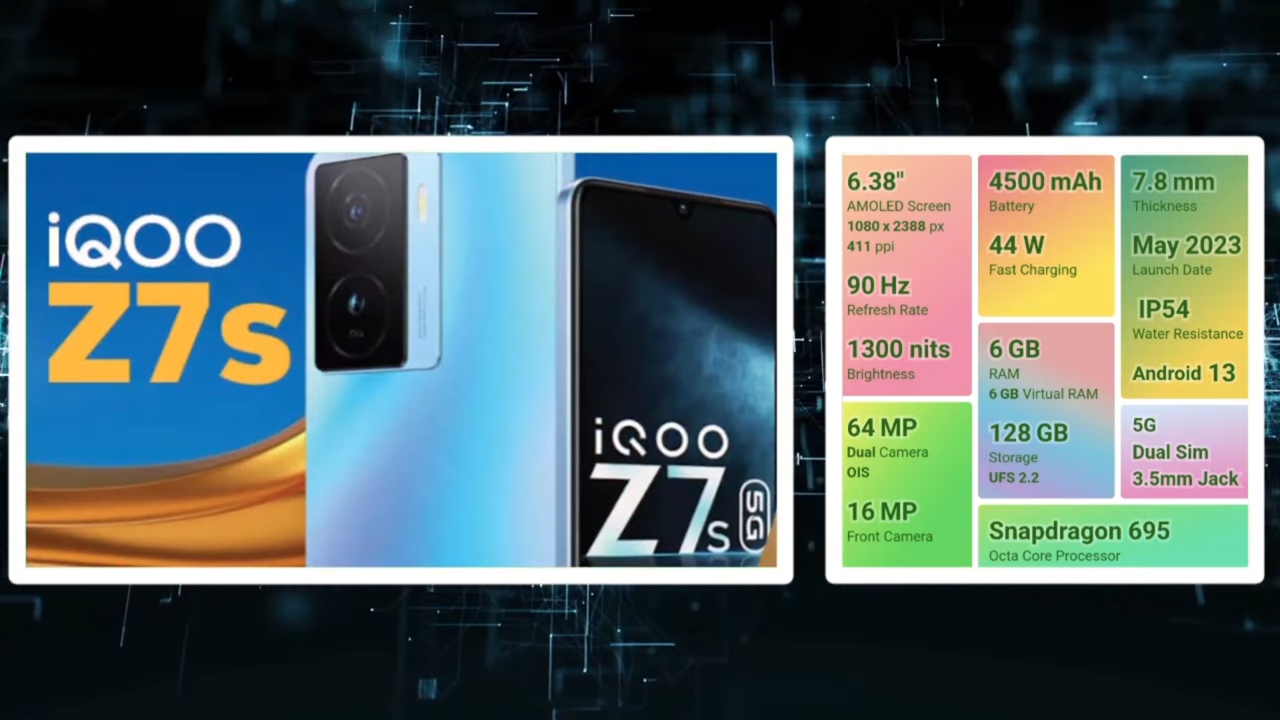 iQOO
Z7s
iQOO
Z7s 5G
6.38"
AMOLED Screen
1080 x 2388 px
411 ppi
90 Hz
Refresh Rate
1300 nits
Brightness
64 MP
Dual Camera
OIS
16 MP
Front Camera
4500 mAh
Battery
44 W
Fast Charging
6 GB
RAM
6 GB Virtual RAM
128 GB
Storage
UFS 2.2
7.8 mm
Thickness
May 2023
Launch Date
IP54
Water Resistance
Android 13
5G
Dual Sim
3.5mm Jack
Snapdragon 695
Octa Core Processor